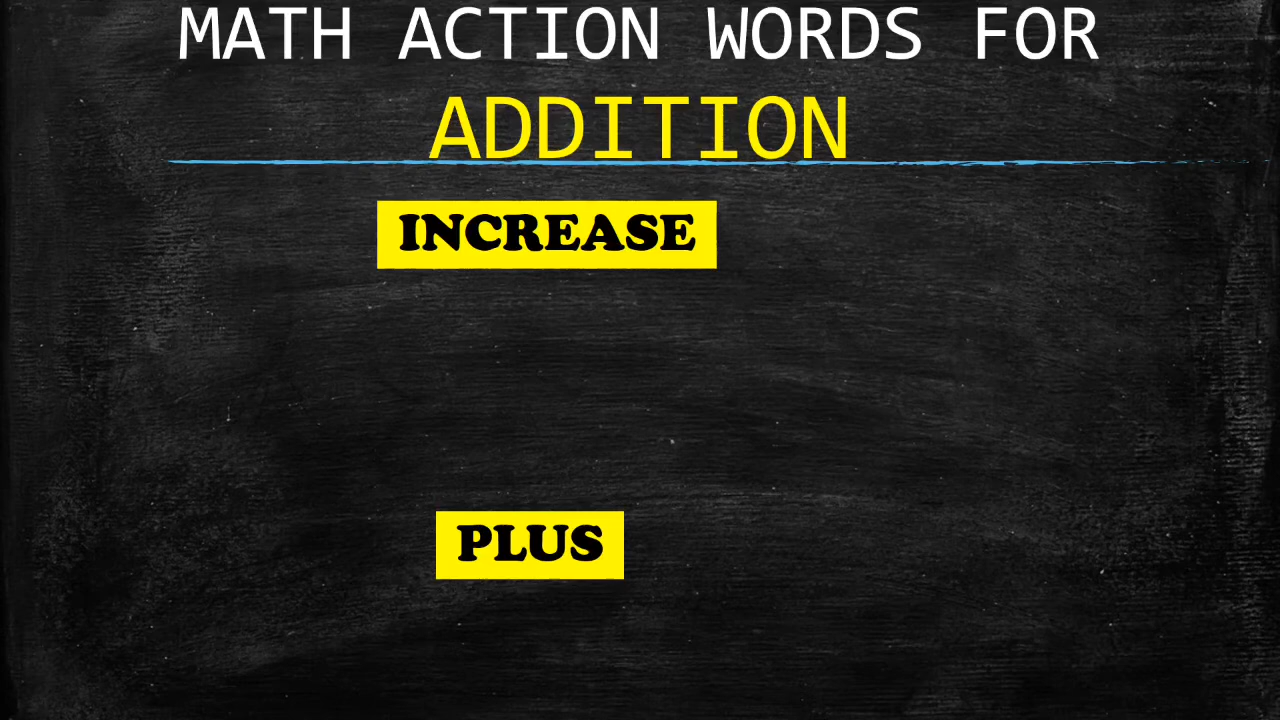 MATH ACTION WORDS FOR
ADDITION
INCREASE
PLUS